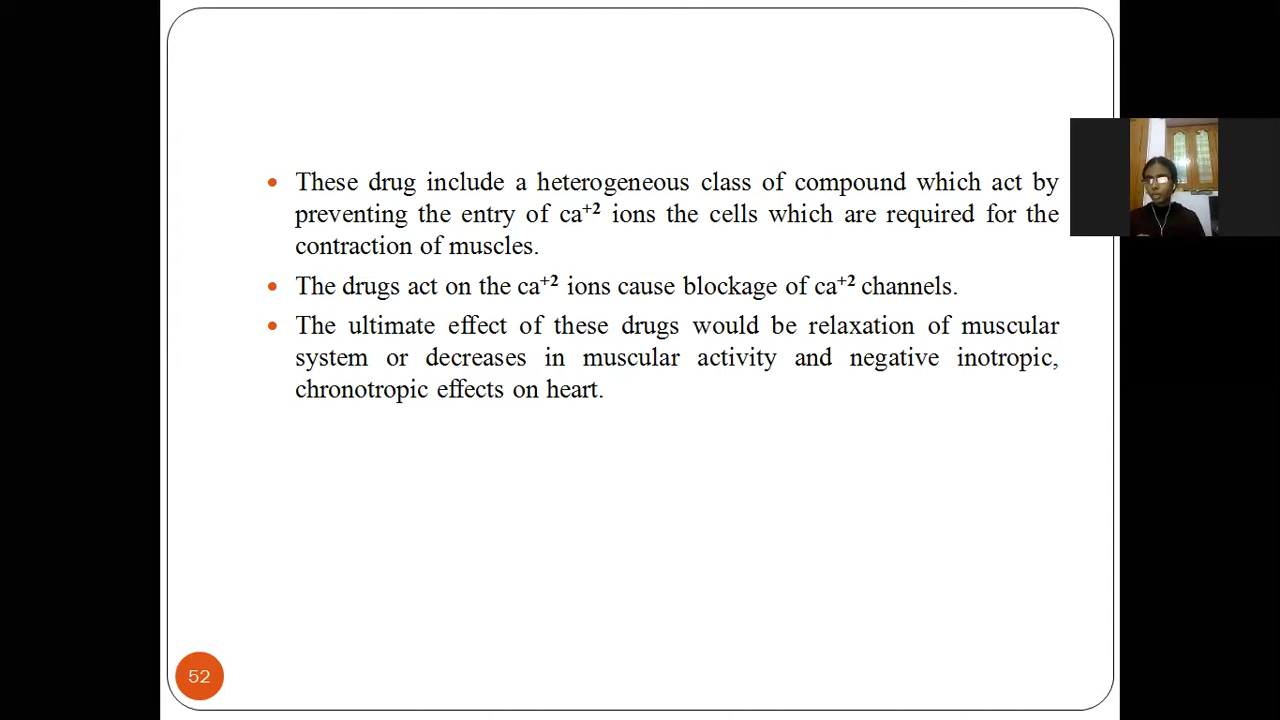 These drug include a heterogeneous class of compound which act by
preventing the entry of ca⁺² ions the cells which are required for the
contraction of muscles.
The drugs act on the ca⁺² ions cause blockage of ca⁺² channels.
The ultimate effect of these drugs would be relaxation of muscular
system or decreases in muscular activity and negative inotropic,
chronotropic effects on heart.
52